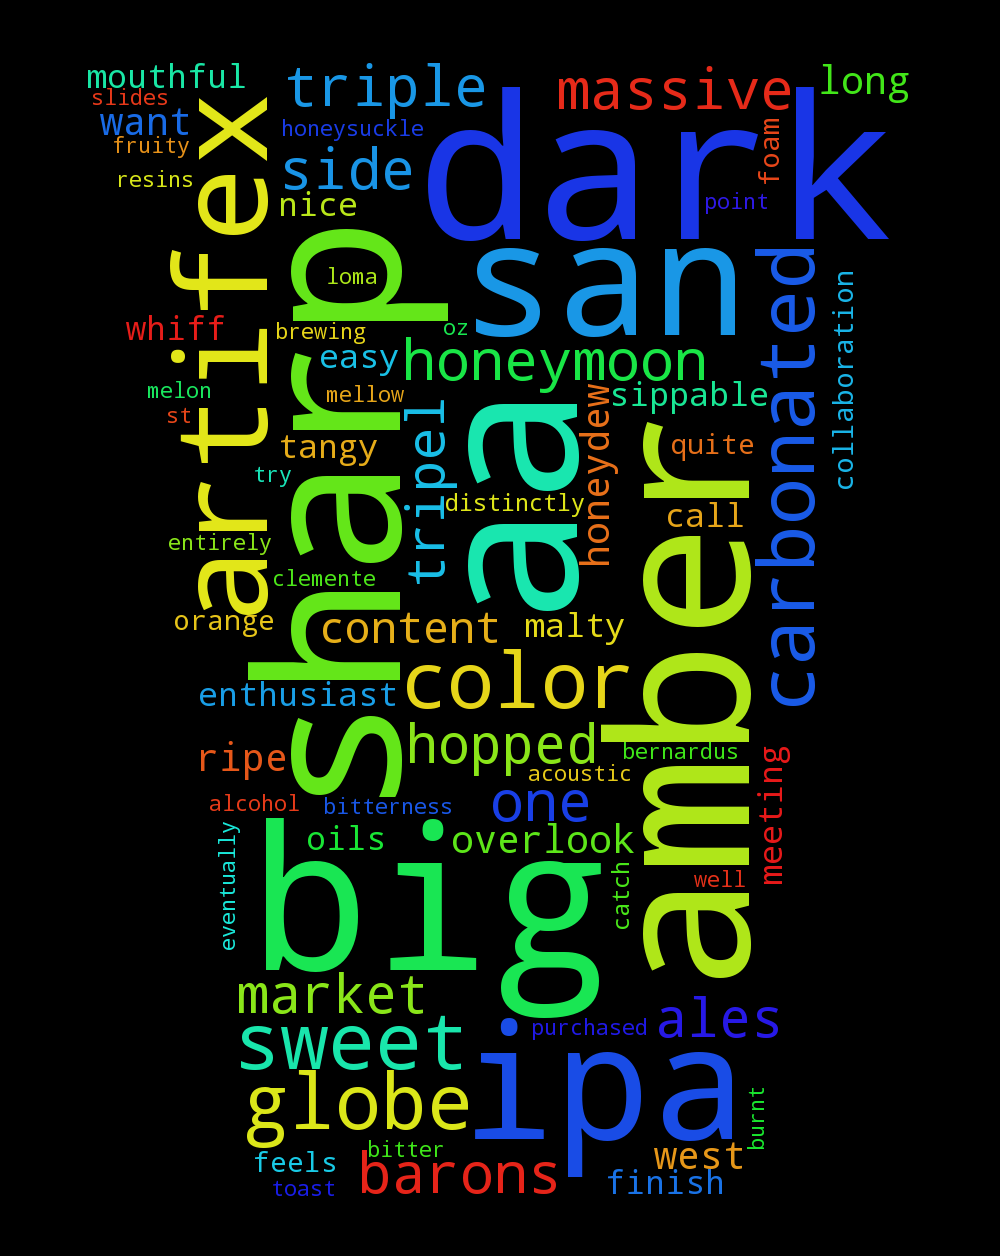 mouthful
triple
massive
long
slides
want
honeysuckle
dark
foam
fruity
side
resins
nice
point
artifex
sharp
loma
san
carbonated
collaboration
whiff
brewing
oz
easy
honeymoon
melon
mellow
sippable
st
tangy
tripel
aa
honeydew
quite
amber
try
distinctly
call
entirely
clemente
orange
content
malty
enthusiast
color
ripe
hopped
bernardus
meeting
acoustic
alcohol
bitterness
one
oils
overlook
eventually
big
catch
well
market
sweet
purchased
ales
globe
ipa
burnt
bitter
feels
barons
west
toast
finish